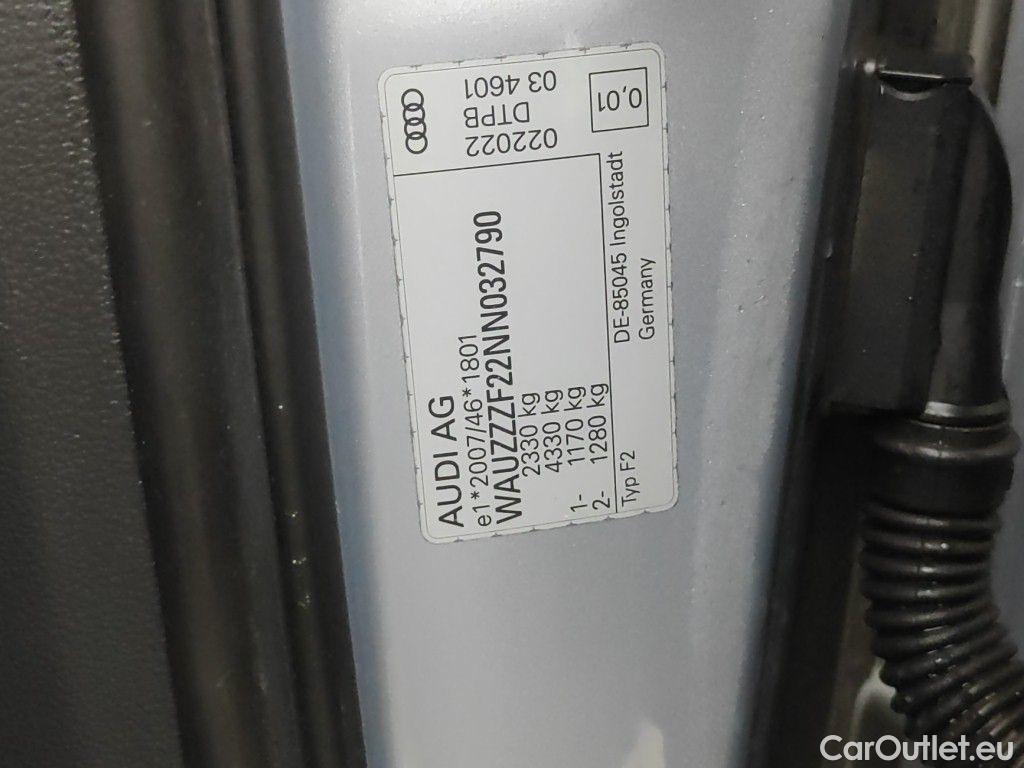 AUDI AG
e1*2007/46*1801
WAUZZZF22NN032790
2330 kg
4330 kg
1- 1170 kg
2- 1280 kg
Typ F2
DE-85045 Ingolstadt
Germany
022022
DTPB
03 4601
0,01
CarOutlet.eu